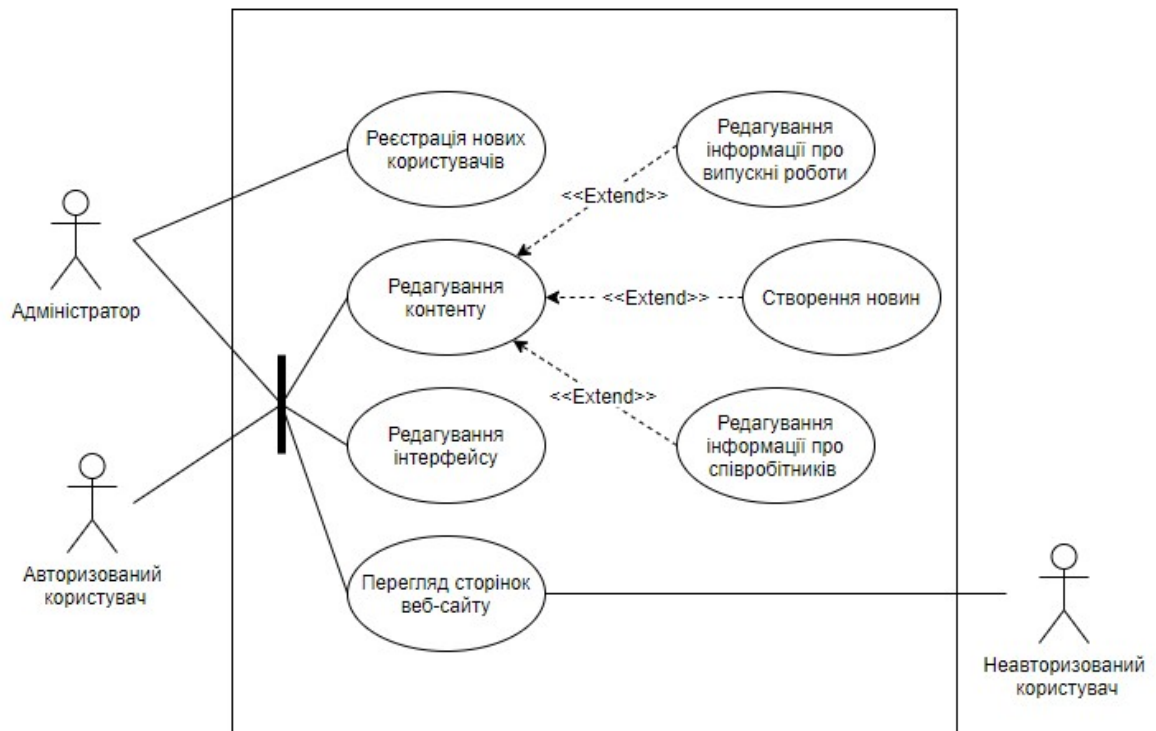 Реєстрація нових
користувачів
Редагування
інформації про
випускні роботи
<<Extend>>
Адміністратор
Редагування
контенту
<<Extend>>
Створення новин
<<Extend>>
Редагування
інтерфейсу
Редагування
інформації про
співробітників
Авторизований
користувач
Перегляд сторінок
веб-сайту
Неавторизований
користувач